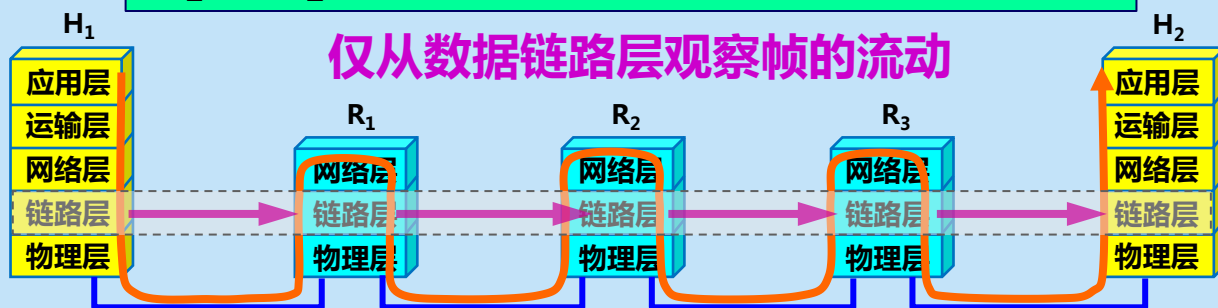 H₁
H₂
仅从数据链路层观察帧的流动
应用层
运输层
网络层
链路层
物理层
R₁
网络层
链路层
物理层
R₂
网络层
链路层
物理层
R₃
网络层
链路层
物理层
应用层
运输层
网络层
链路层
物理层